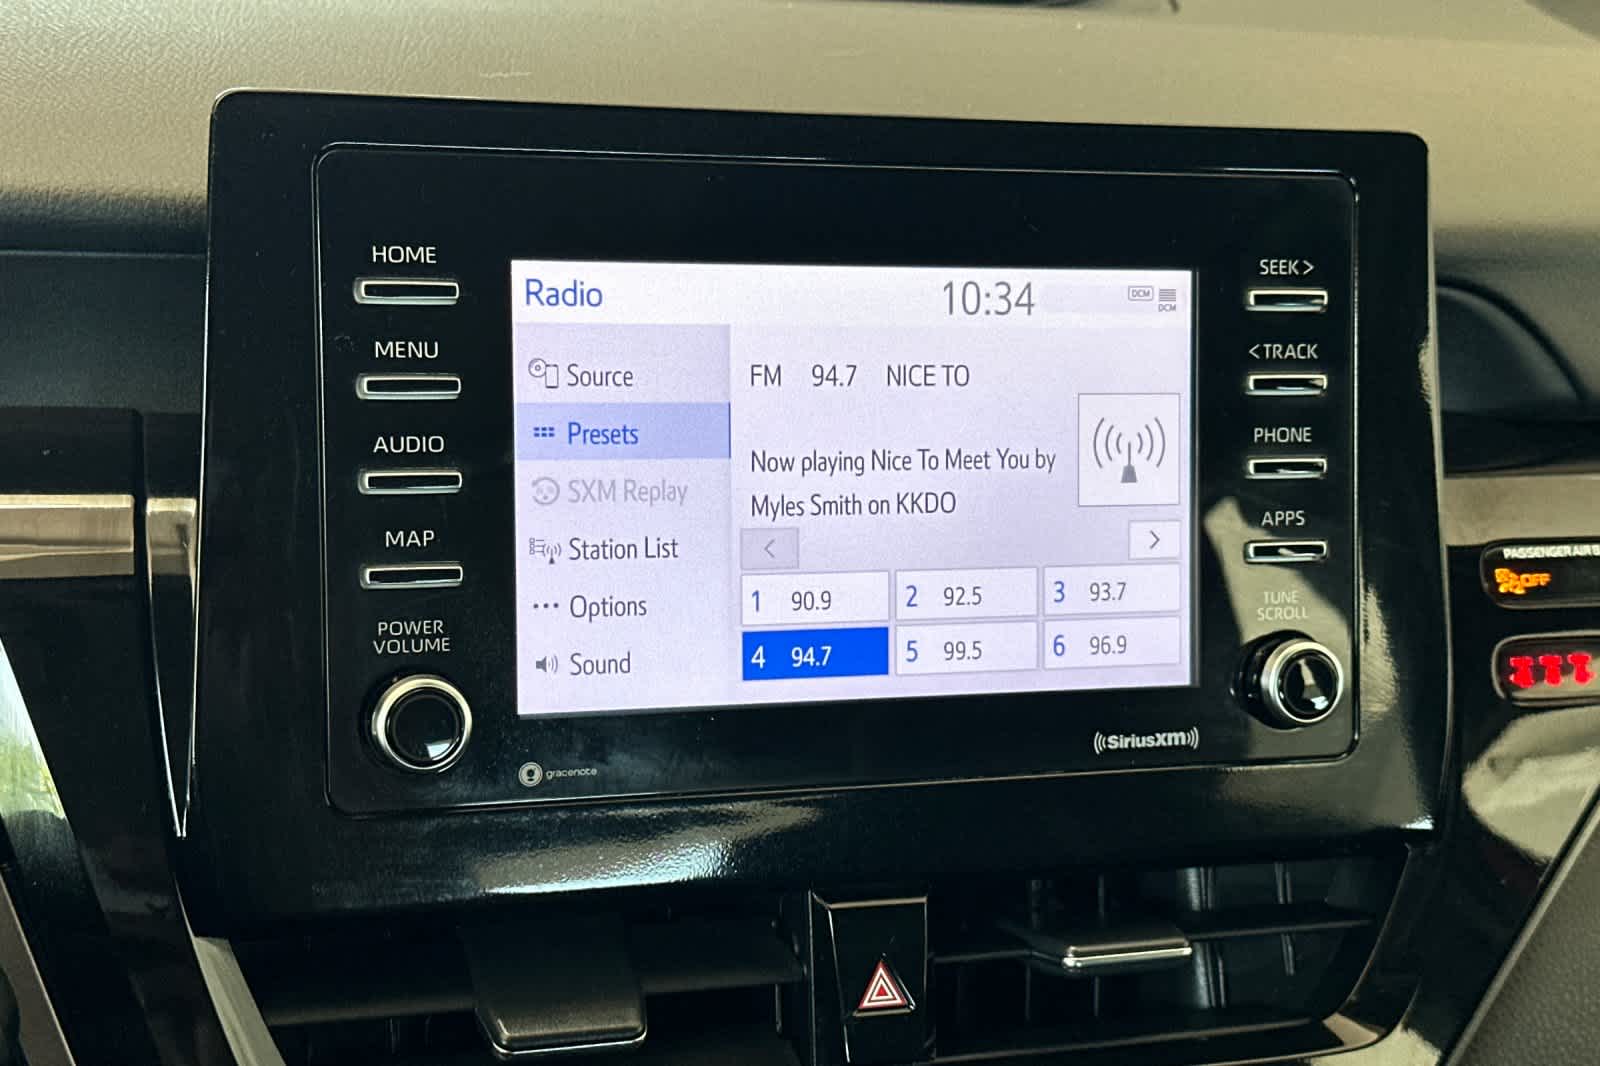 HOME
MENU
AUDIO
MAP
POWER
VOLUME
Radio
10:34
DCM
DCM
Source
Presets
SXM Replay
Station List
Options
Sound
FM 94.7 NICE TO
Now playing Nice To Meet You by
Myles Smith on KKDO
<
>
1 90.9
2 92.5
3 93.7
4 94.7
5 99.5
6 96.9
gracenote
SiriusXM
SEEK >
< TRACK
PHONE
APPS
TUNE
SCROLL
PASSENGER AIR B
OFF